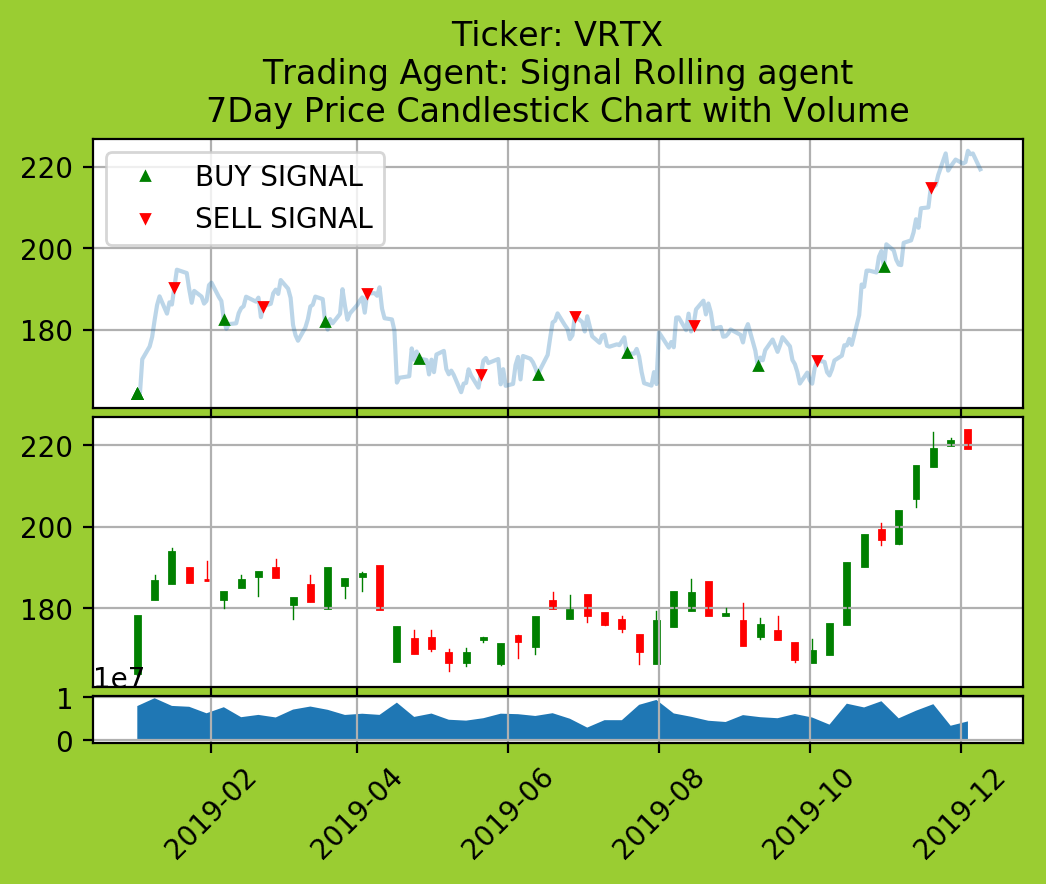 Ticker: VRTX
Trading Agent: Signal Rolling agent
7Day Price Candlestick Chart with Volume
220
200
180
BUY SIGNAL
SELL SIGNAL
220
200
180
1e7
1
0
2019-02
2019-04
2019-06
2019-08
2019-10
2019-12